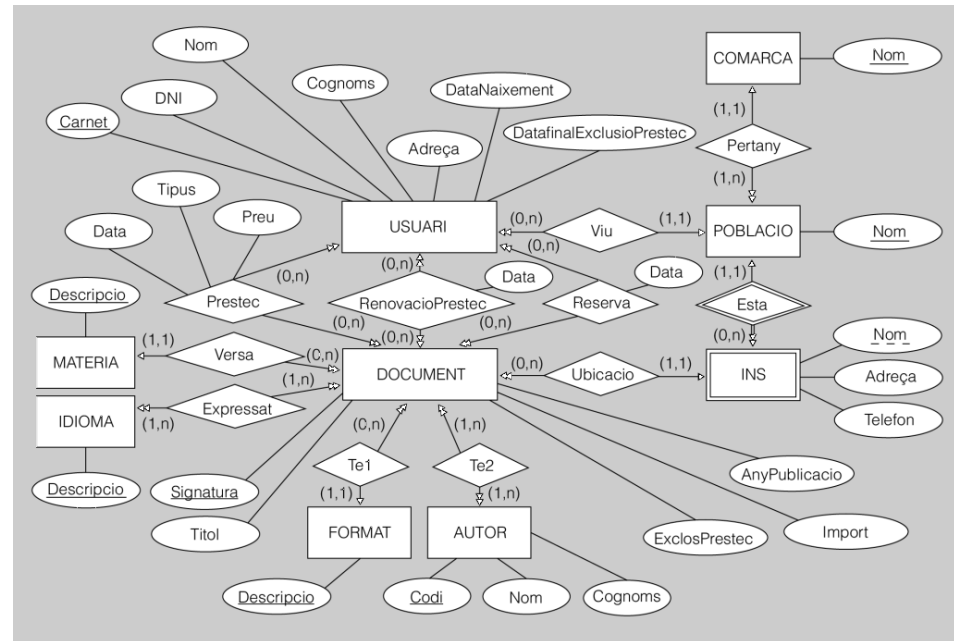 Nom
COMARCA
Nom
Cognoms
DataNaixement
DNI
(1,1)
Carnet
DatafinalExclusioPrestec
Adreça
Pertany
Tipus
(1,n)
Preu
USUARI
(0,n)
Viu
(1,1)
POBLACIO
Nom
Data
(0,n)
(0,n)
(0,n)
Data
Data
(1,1)
Descripcio
Prestec
RenovacioPrestec
Reserva
Esta
(0,n)
(0,n)
(0,n)
(0,n)
Nom
(1,1)
Versa
(C,n)
MATERIA
DOCUMENT
(0,n)
Ubicacio
(1,1)
INS
Adreça
(1,n)
IDIOMA
(1,n)
Expressat
Telefon
(C,n)
(1,n)
Te1
Te2
AnyPublicacio
Descripcio
Signatura
(1,1)
(1,n)
Titol
FORMAT
AUTOR
ExclosPrestec
Import
Descripcio
Codi
Nom
Cognoms